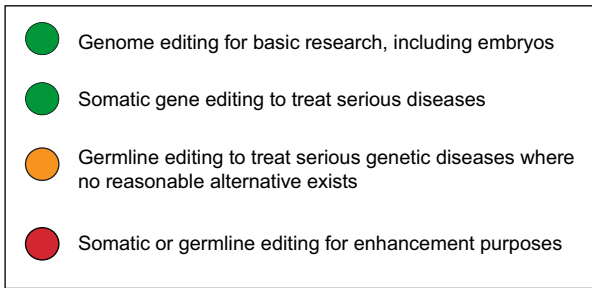 Genome editing for basic research, including embryos
Somatic gene editing to treat serious diseases
Germline editing to treat serious genetic diseases where
no reasonable alternative exists
Somatic or germline editing for enhancement purposes